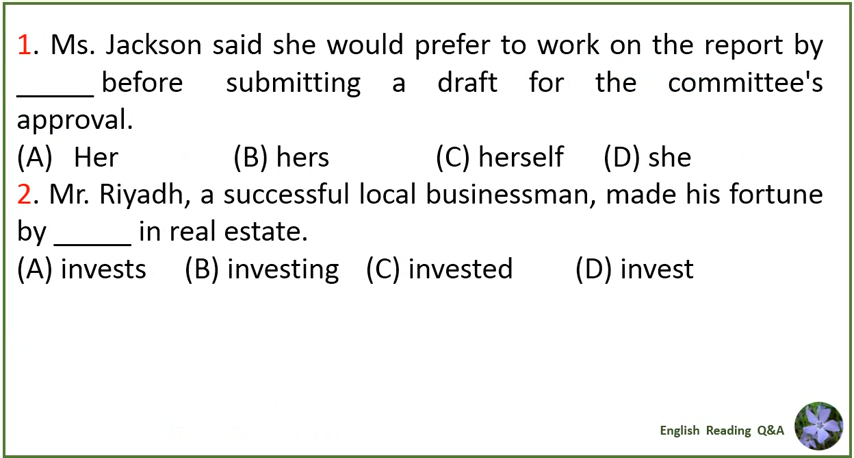 1. Ms. Jackson said she would prefer to work on the report by
_____ before submitting a draft for the committee's
approval.
(A) Her (B) hers (C) herself (D) she
2. Mr. Riyadh, a successful local businessman, made his fortune
by _____ in real estate.
(A) invests (B) investing (C) invested (D) invest
English Reading Q&A